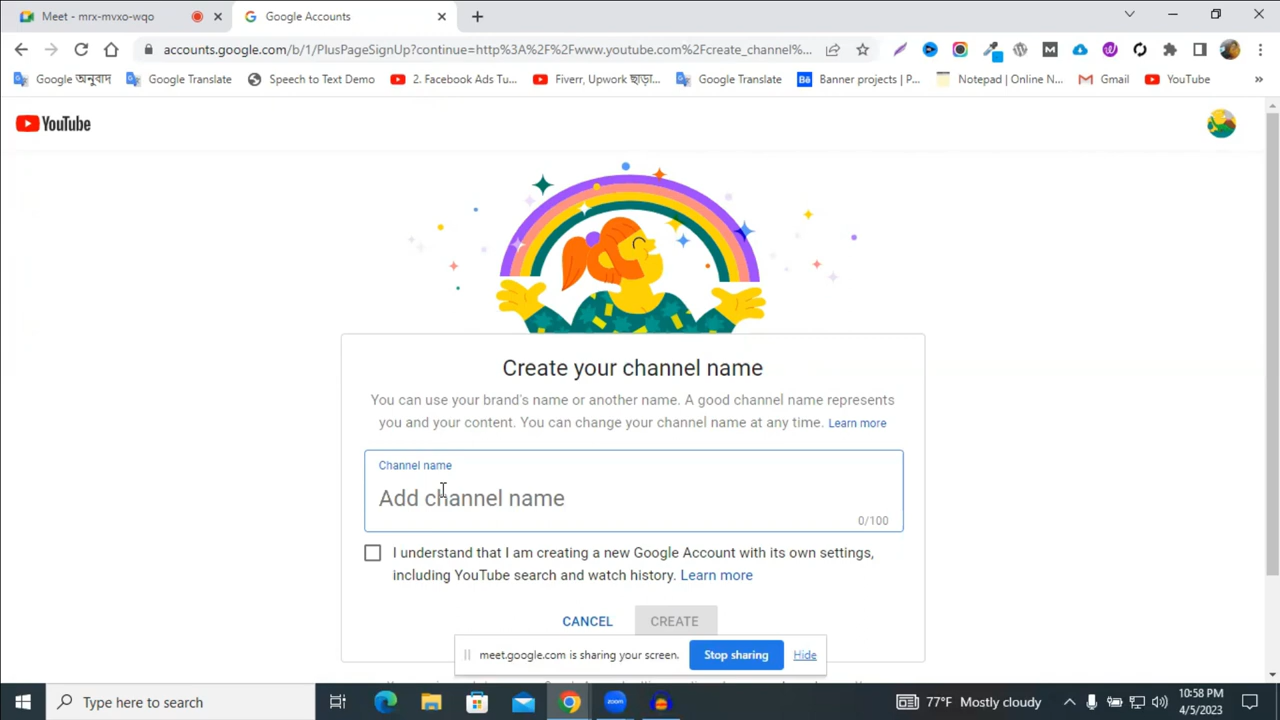 Meet - mrx-mvxo-wqo
Google Accounts
accounts.google.com/b/1/PlusPageSignUp?continue=http%3A%2F%2Fwww.youtube.com%2Fcreate_channel%...
Google অনুবাদ
Google Translate
Speech to Text Demo
2. Facebook Ads Tu...
Fiverr, Upwork ছাড়া...
Google Translate
Bē Banner projects | P...
Notepad | Online N...
Gmail
YouTube
»
YouTube
Create your channel name
You can use your brand's name or another name. A good channel name represents
you and your content. You can change your channel name at any time. Learn more
Channel name
Add channel name
0/100
I understand that I am creating a new Google Account with its own settings,
including YouTube search and watch history. Learn more
CANCEL
CREATE
meet.google.com is sharing your screen.
Stop sharing
Hide
Type here to search
77°F Mostly cloudy
10:58 PM
4/5/2023